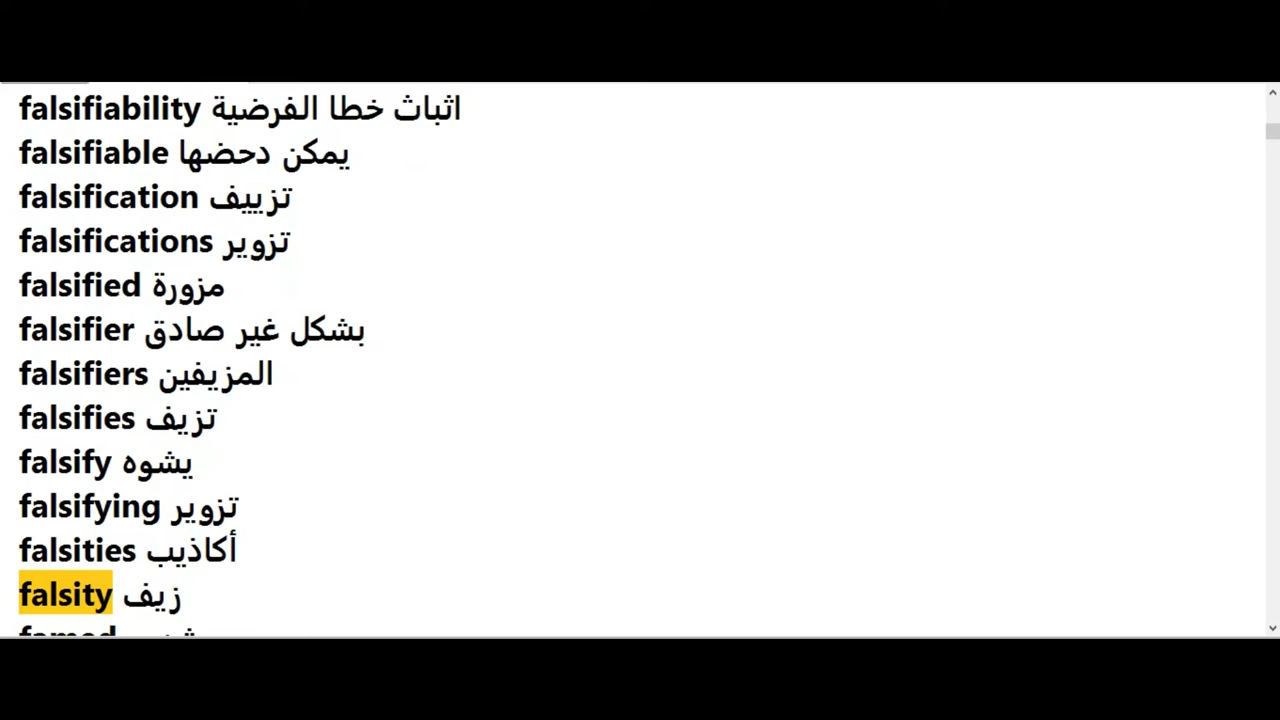 falsifiability اثباث خطا الفرضية
falsifiable يمكن دحضها
falsification تزييف
falsifications تزوير
falsified مزورة
falsifier بشكل غير صادق
falsifiers المزيفين
falsifies تزيف
falsify يشوه
falsifying تزوير
falsities أكاذيب
falsity زيف
famed